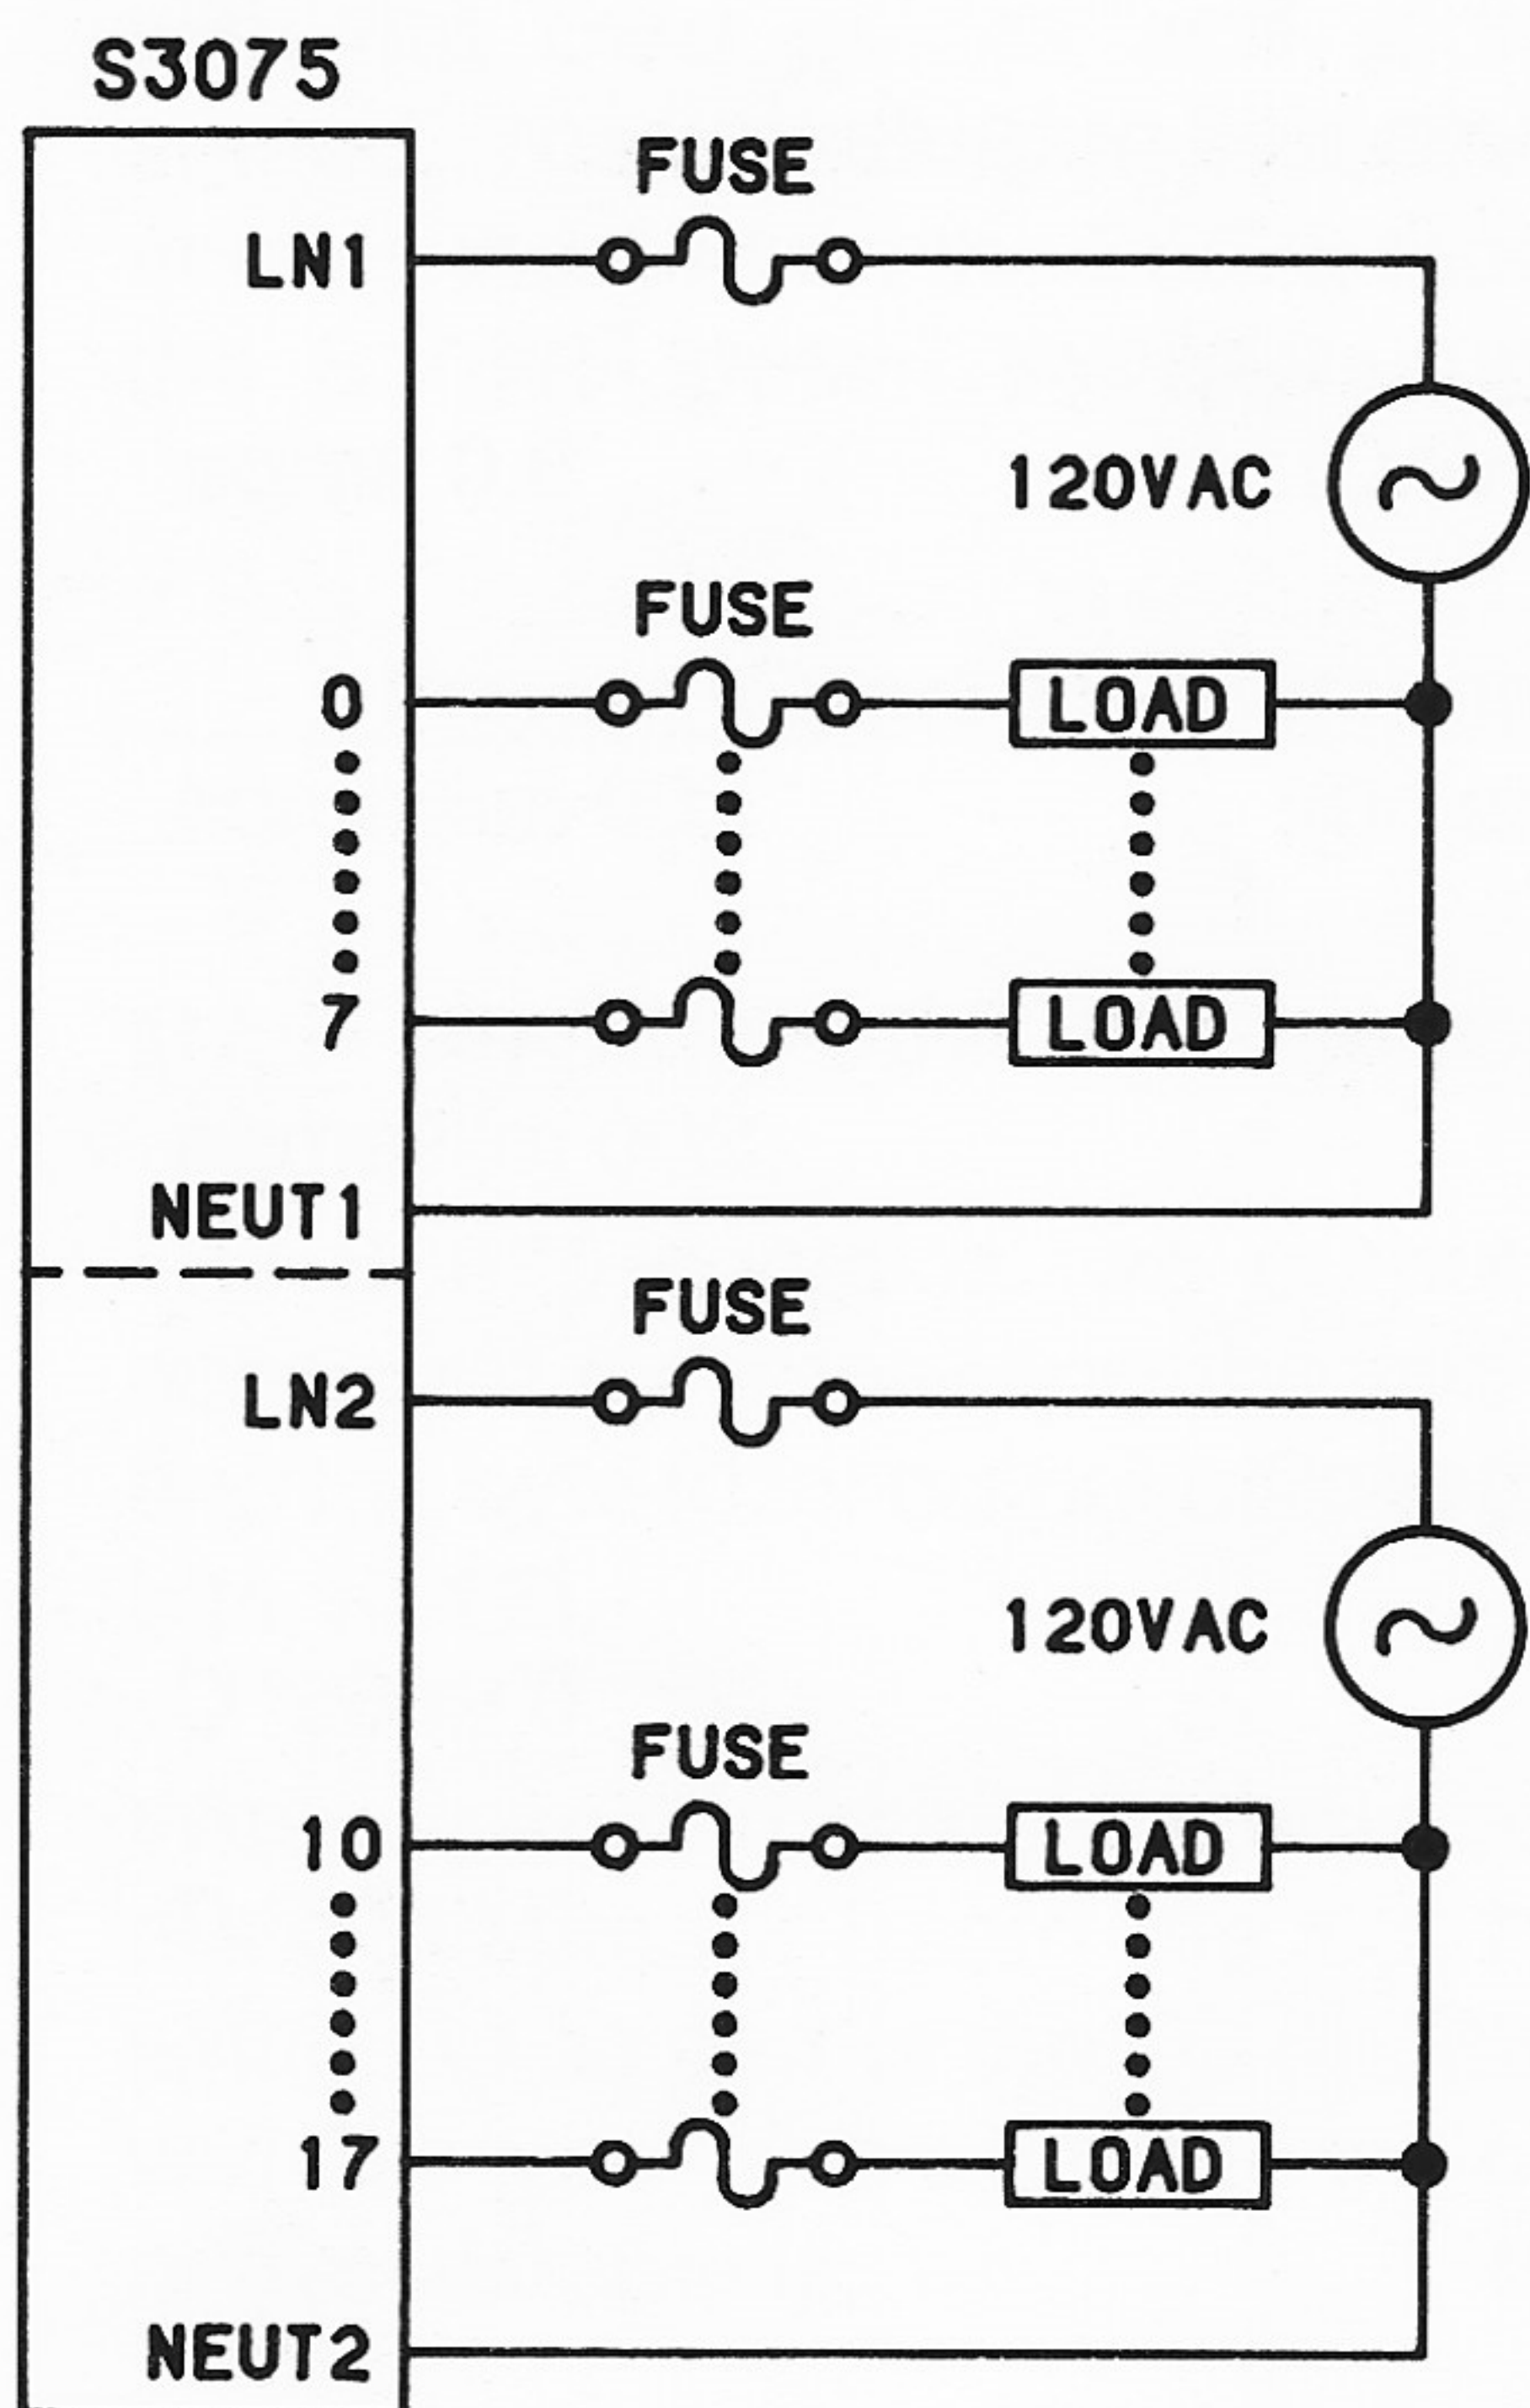 S3075
FUSE
LN1
120VAC
FUSE
0
LOAD
7
LOAD
NEUT1
FUSE
LN2
120VAC
FUSE
10
LOAD
17
LOAD
NEUT2